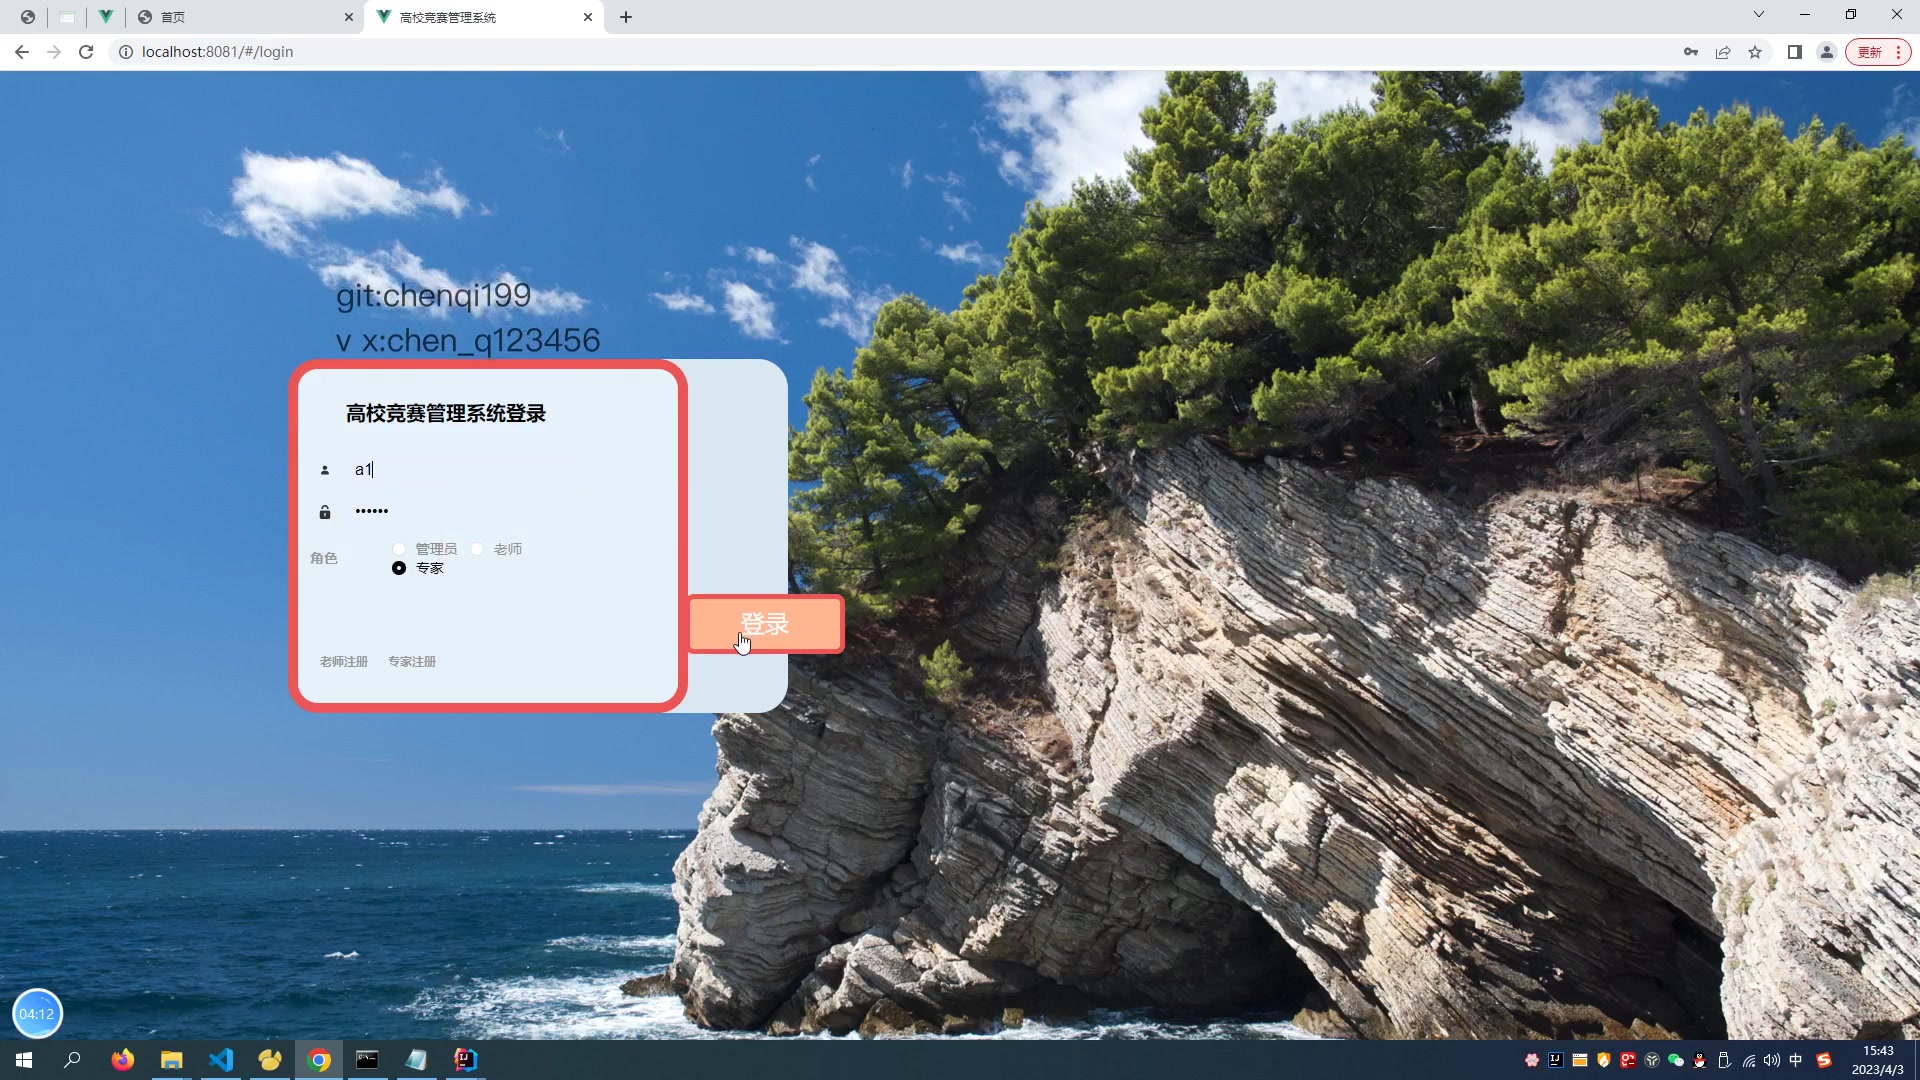 首页
高校竞赛管理系统
localhost:8081/#/login
更新
git:chenqi199
v x:chen_q123456
高校竞赛管理系统登录
a1
••••••
角色
管理员 老师
专家
登录
老师注册 专家注册
04:12
中
15:43
2023/4/3